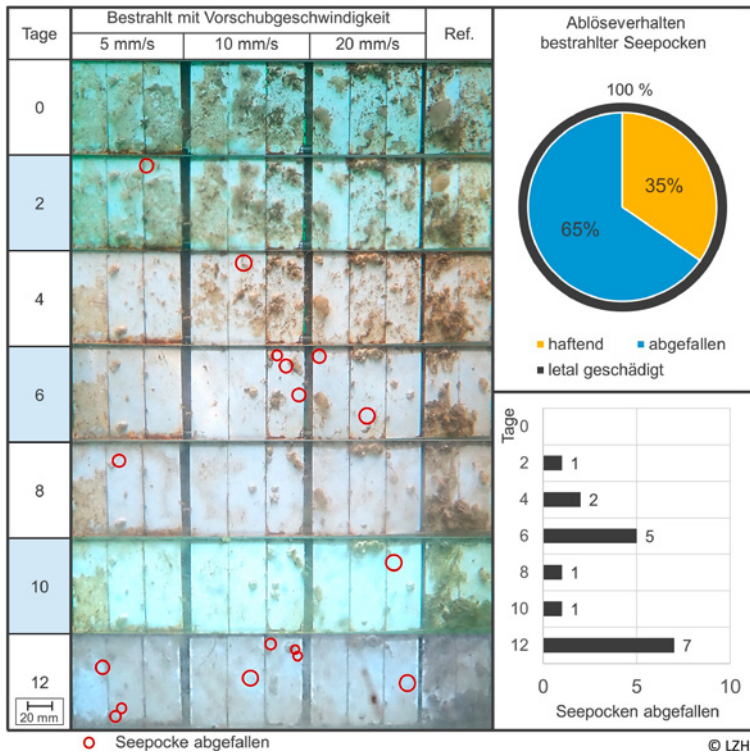 Tage
Bestrahlt mit Vorschubgeschwindigkeit
5 mm/s
10 mm/s
20 mm/s
Ref.
0
2
4
6
8
10
12
20 mm
Seepocke abgefallen
Ablöseverhalten
bestrahlter Seepocken
100 %
35%
65%
haftend
abgefallen
letal geschädigt
Tage
0
2
1
4
2
6
5
8
1
10
1
12
7
0
5
10
Seepocken abgefallen
© LZH